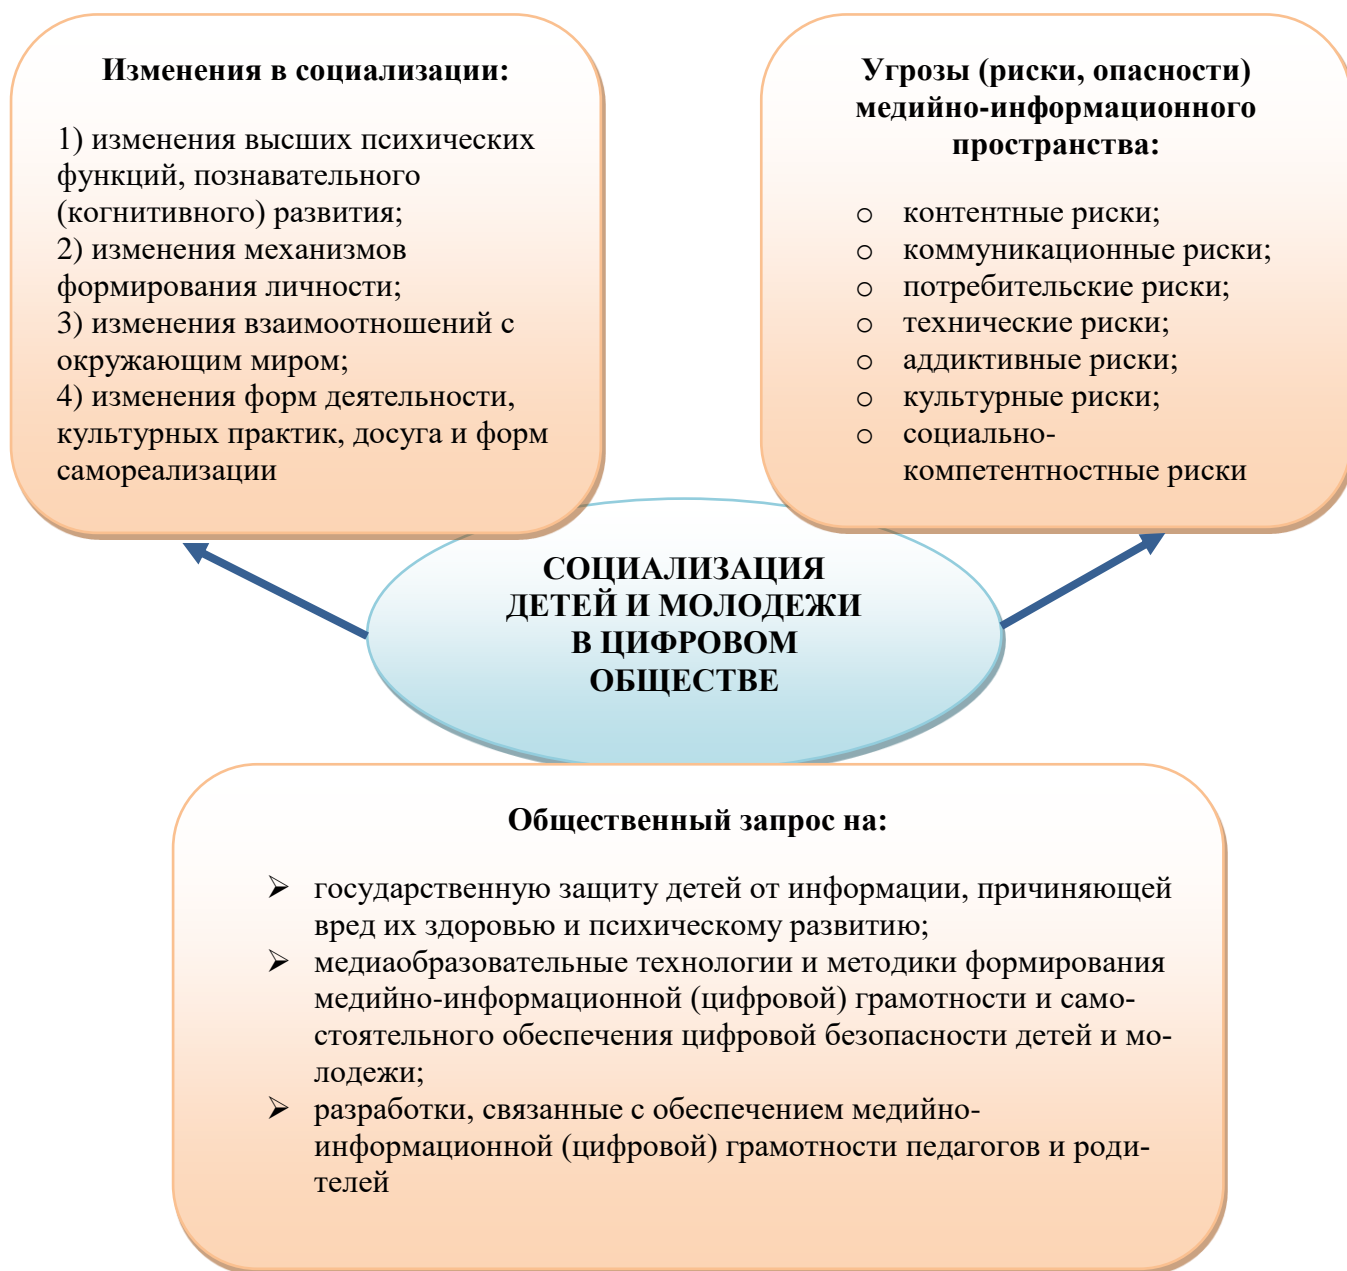 Изменения в социализации:
1) изменения высших психических
функций, познавательного
(когнитивного) развития;
2) изменения механизмов
формирования личности;
3) изменения взаимоотношений с
окружающим миром;
4) изменения форм деятельности,
культурных практик, досуга и форм
самореализации
Угрозы (риски, опасности)
медийно-информационного
пространства:
o контентные риски;
o коммуникационные риски;
o потребительские риски;
o технические риски;
o аддиктивные риски;
o культурные риски;
o социально-
компетентностные риски
СОЦИАЛИЗАЦИЯ
ДЕТЕЙ И МОЛОДЕЖИ
В ЦИФРОВОМ
ОБЩЕСТВЕ
Общественный запрос на:
➢ государственную защиту детей от информации, причиняющей
вред их здоровью и психическому развитию;
➢ медиаобразовательные технологии и методики формирования
медийно-информационной (цифровой) грамотности и само-
стоятельного обеспечения цифровой безопасности детей и мо-
лодежи;
➢ разработки, связанные с обеспечением медийно-
информационной (цифровой) грамотности педагогов и роди-
телей